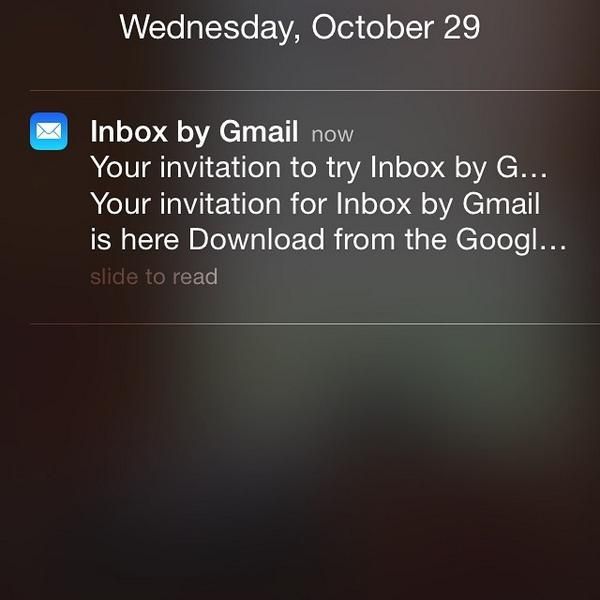 Wednesday, October 29
Inbox by Gmail now
Your invitation to try Inbox by G...
Your invitation for Inbox by Gmail
is here Download from the Googl...
slide to read